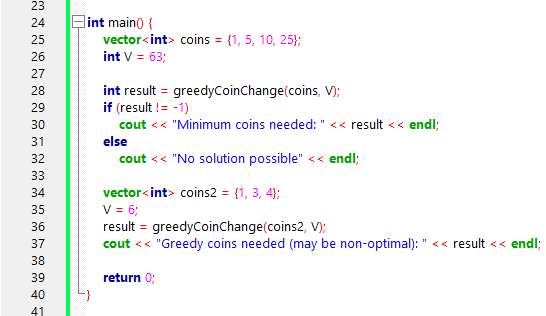 23
24 int main() {
25 vector<int> coins = {1, 5, 10, 25};
26 int V = 63;
27
28 int result = greedyCoinChange(coins, V);
29 if (result != -1)
30 cout << "Minimum coins needed: " << result << endl;
31 else
32 cout << "No solution possible" << endl;
33
34 vector<int> coins2 = {1, 3, 4};
35 V = 6;
36 result = greedyCoinChange(coins2, V);
37 cout << "Greedy coins needed (may be non-optimal): " << result << endl;
38
39 return 0;
40 }
41